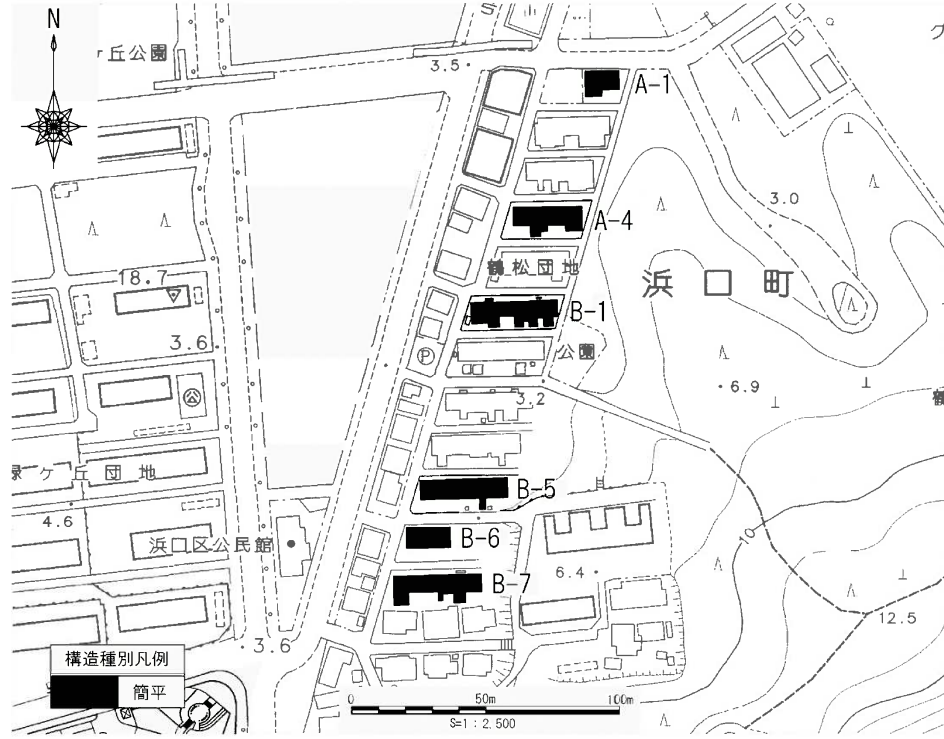 N
ケ丘公園
3.5
A-1
3.0
A-4
鶴松団地
浜口町
18.7
B-1
3.6
P
公園
6.9
3.2
公
緑ヶ丘団地
B-5
4.6
浜口区公民館
B-6
10
6.4
B-7
12.5
3.6
構造種別凡例
簡平
0 50m 100m
S=1:2,500